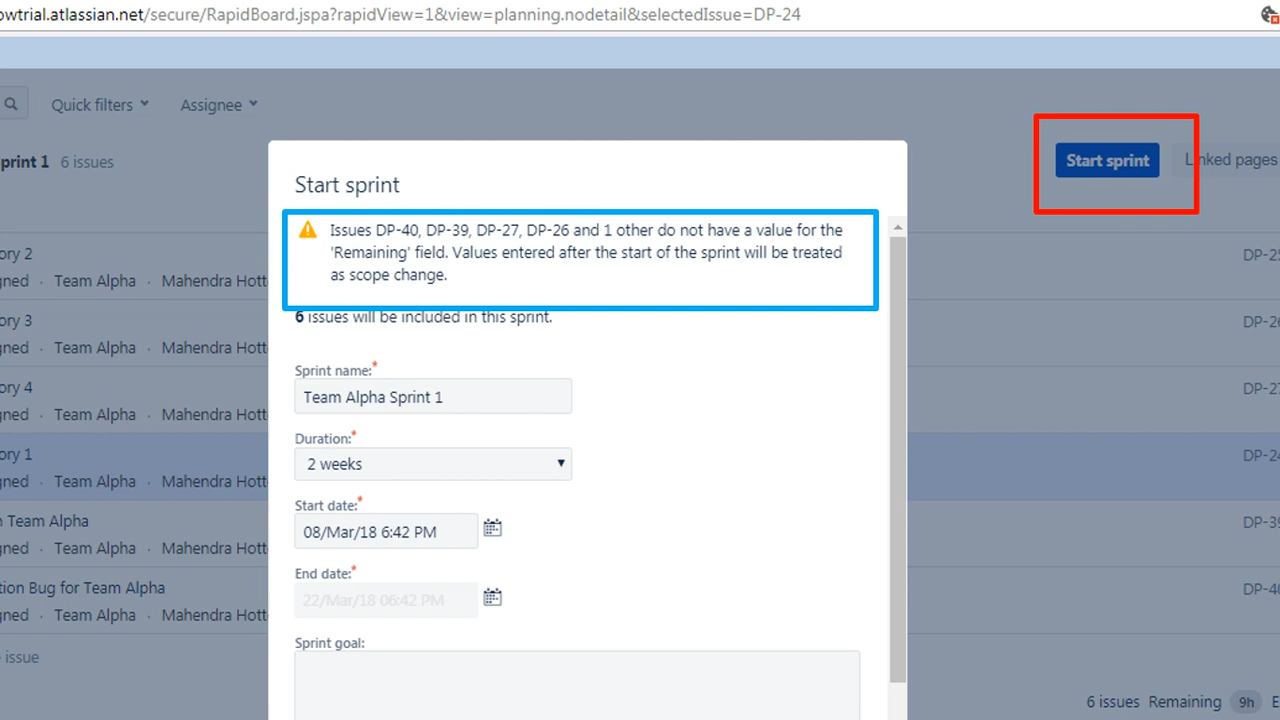 owtrial.atlassian.net/secure/RapidBoard.jspa?rapidView=1&view=planning.nodetail&selectedIssue=DP-24
Quick filters Assignee
print 1 6 issues
Start sprint Linked pages
Start sprint
Issues DP-40, DP-39, DP-27, DP-26 and 1 other do not have a value for the
'Remaining' field. Values entered after the start of the sprint will be treated
as scope change.
6 issues will be included in this sprint.
Sprint name:*
Team Alpha Sprint 1
Duration:*
2 weeks
Start date:*
08/Mar/18 6:42 PM
End date:*
22/Mar/18 06:42 PM
Sprint goal:
ory 2 DP-25
gned · Team Alpha · Mahendra Hott
ory 3 DP-26
gned · Team Alpha · Mahendra Hott
ory 4 DP-27
gned · Team Alpha · Mahendra Hott
ory 1 DP-24
gned · Team Alpha · Mahendra Hott
n Team Alpha DP-39
gned · Team Alpha · Mahendra Hott
tion Bug for Team Alpha DP-40
gned · Team Alpha · Mahendra Hott
issue
6 issues Remaining 9h E